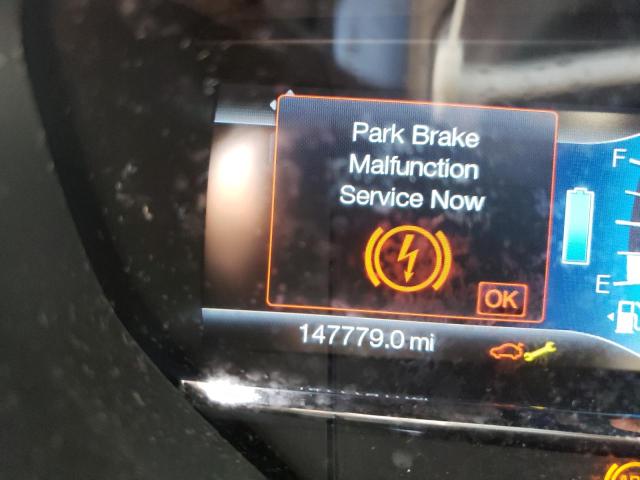 Park Brake
Malfunction
Service Now
OK
F
E
147779.0 mi